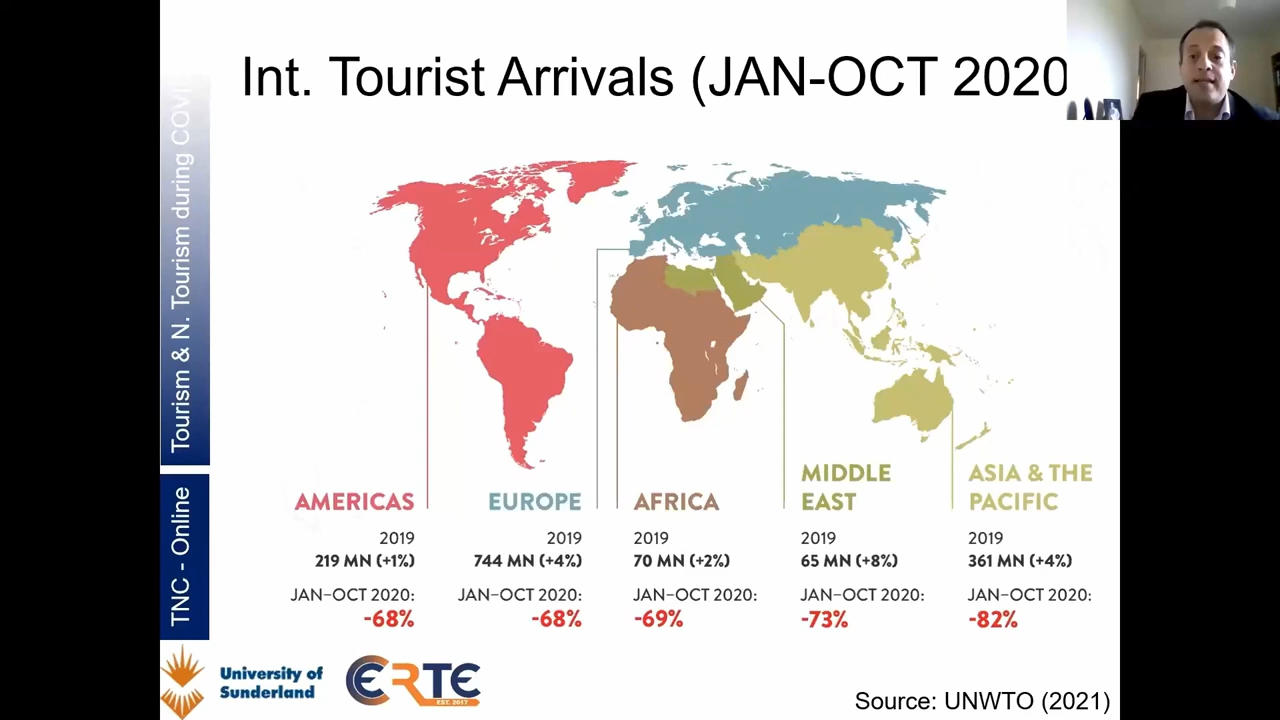 Int. Tourist Arrivals (JAN-OCT 2020
Tourism & N. Tourism during COVI
TNC - Online
AMERICAS
2019
219 MN (+1%)
JAN–OCT 2020:
-68%
EUROPE
2019
744 MN (+4%)
JAN–OCT 2020:
-68%
AFRICA
2019
70 MN (+2%)
JAN–OCT 2020:
-69%
MIDDLE
EAST
2019
65 MN (+8%)
JAN–OCT 2020:
-73%
ASIA & THE
PACIFIC
2019
361 MN (+4%)
JAN–OCT 2020:
-82%
University of
Sunderland
CERTE
EST. 2017
Source: UNWTO (2021)